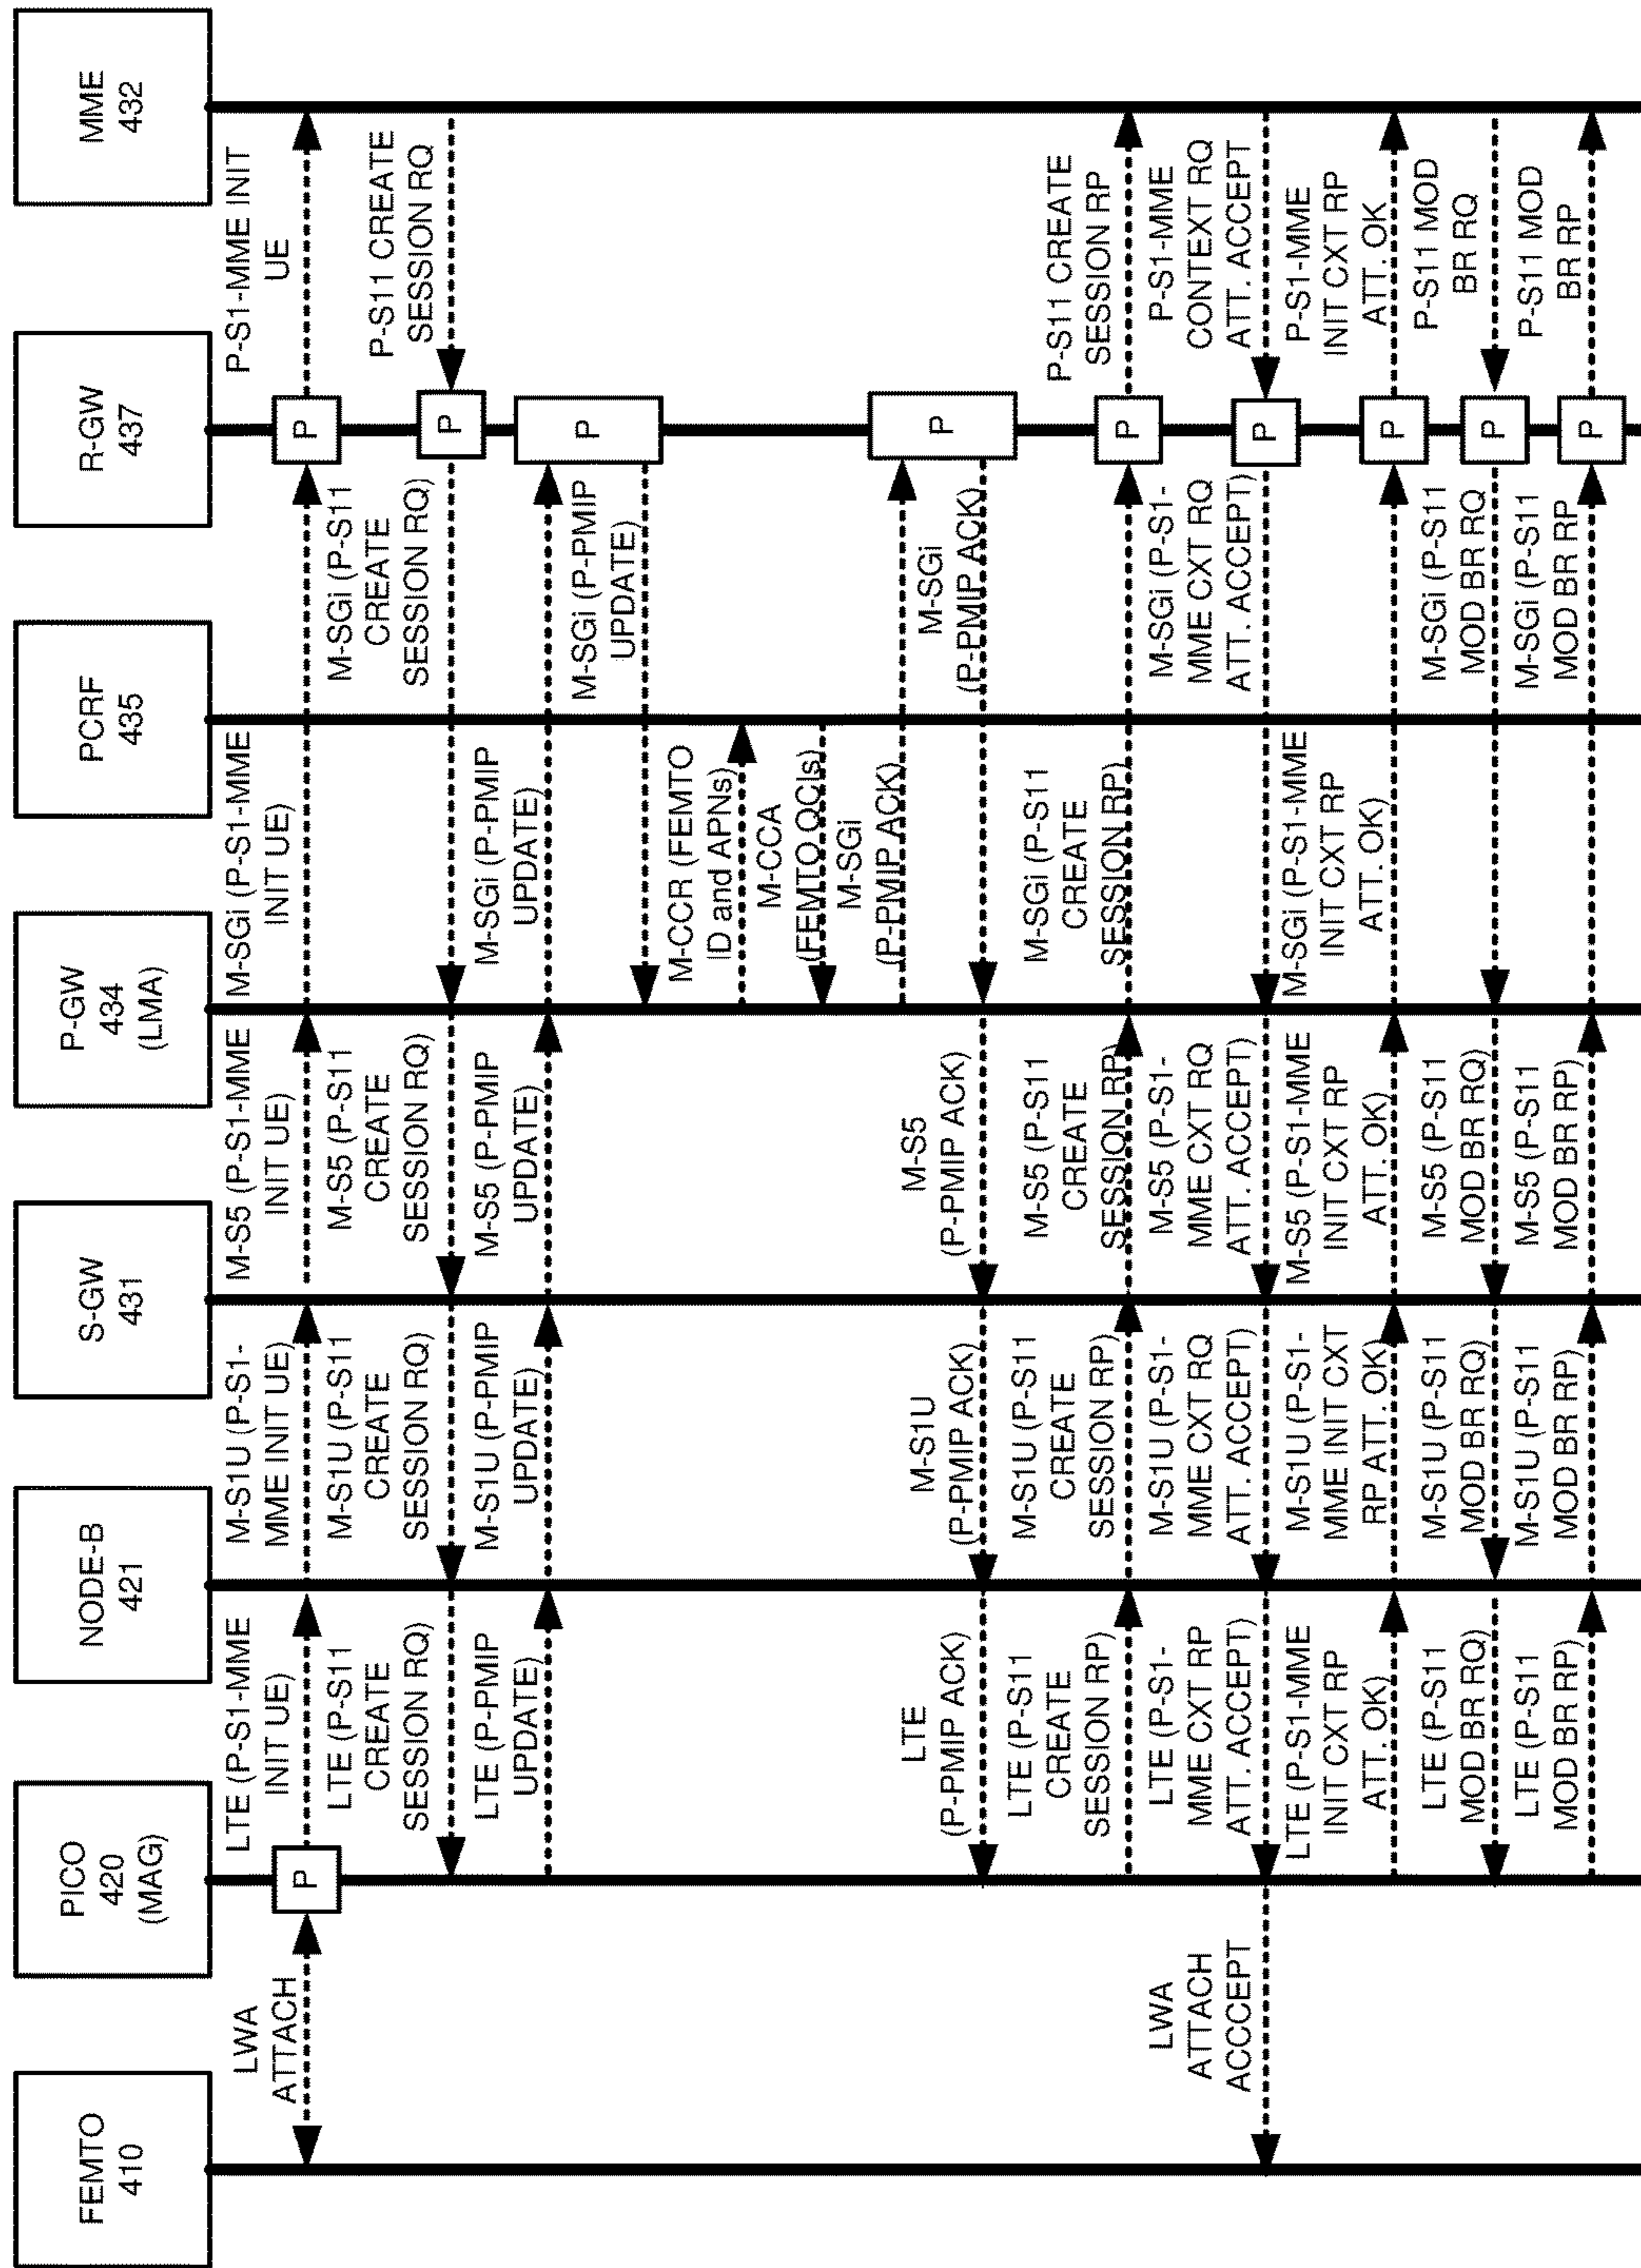 FEMTO
410
PICO
420
(MAG)
NODE-B
421
S-GW
431
P-GW
434
(LMA)
PCRF
435
R-GW
437
MME
432
LWA
ATTACH
P
LTE (P-S1-MME
INIT UE)
M-S1U (P-S1-
MME INIT UE)
M-S5 (P-S1-MME
INIT UE)
M-SGi (P-S1-MME
INIT UE)
P
P-S1-MME INIT
UE
LTE (P-S11
CREATE
SESSION RQ)
M-S1U (P-S11
CREATE
SESSION RQ)
M-S5 (P-S11
CREATE
SESSION RQ)
M-SGi (P-S11
CREATE
SESSION RQ)
P
P-S11 CREATE
SESSION RQ
LTE (P-PMIP
UPDATE)
M-S1U (P-PMIP
UPDATE)
M-S5 (P-PMIP
UPDATE)
M-SGi (P-PMIP
UPDATE)
M-SGi (P-PMIP
UPDATE)
P
M-CCR (FEMTO
ID and APNs)
M-CCA
(FEMTO QCIs)
M-SGi
(P-PMIP ACK)
P
LTE
(P-PMIP ACK)
M-S1U
(P-PMIP ACK)
M-S5
(P-PMIP ACK)
M-SGi
(P-PMIP ACK)
LTE (P-S11
CREATE
SESSION RP)
M-S1U (P-S11
CREATE
SESSION RP)
M-S5 (P-S11
CREATE
SESSION RP)
M-SGi (P-S11
CREATE
SESSION RP)
P
P-S11 CREATE
SESSION RP
LWA
ATTACH
ACCCEPT
LTE (P-S1-
MME CXT RP
ATT. ACCEPT)
M-S1U (P-S1-
MME CXT RQ
ATT. ACCEPT)
M-S5 (P-S1-
MME CXT RQ
ATT. ACCEPT)
M-SGi (P-S1-
MME CXT RQ
ATT. ACCEPT)
P
P-S1-MME
CONTEXT RQ
ATT. ACCEPT
LTE (P-S1-MME
INIT CXT RP
ATT. OK)
M-S1U (P-S1-
MME INIT CXT
RP ATT. OK)
M-S5 (P-S1-MME
INIT CXT RP
ATT. OK)
M-SGi (P-S1-MME
INIT CXT RP
ATT. OK)
P
P-S1-MME
INIT CXT RP
ATT. OK
LTE (P-S11
MOD BR RQ)
M-S1U (P-S11
MOD BR RQ)
M-S5 (P-S11
MOD BR RQ)
M-SGi (P-S11
MOD BR RQ)
P
P-S11 MOD
BR RQ
LTE (P-S11
MOD BR RP)
M-S1U (P-S11
MOD BR RP)
M-S5 (P-S11
MOD BR RP)
M-SGi (P-S11
MOD BR RP
P
P-S11 MOD
BR RP